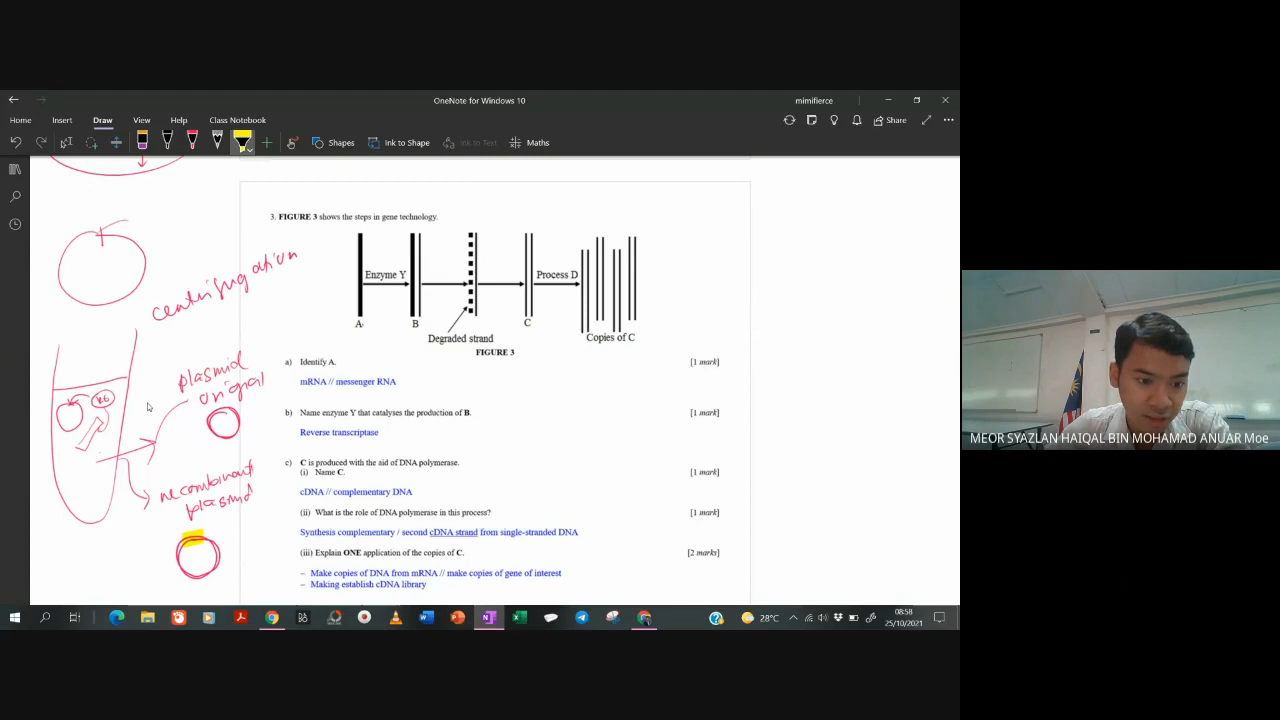 OneNote for Windows 10
mimifierce
Home
Insert
Draw
View
Help
Class Notebook
Share
Shapes
Ink to Shape
Ink to Text
Maths
3. FIGURE 3 shows the steps in gene technology.
Enzyme Y
Process D
A
B
C
Degraded strand
Copies of C
FIGURE 3
a) Identify A. [1 mark]
mRNA // messenger RNA
b) Name enzyme Y that catalyses the production of B. [1 mark]
Reverse transcriptase
c) C is produced with the aid of DNA polymerase.
(i) Name C. [1 mark]
cDNA // complementary DNA
(ii) What is the role of DNA polymerase in this process? [1 mark]
Synthesis complementary / second cDNA strand from single-stranded DNA
(iii) Explain ONE application of the copies of C. [2 marks]
– Make copies of DNA from mRNA // make copies of gene of interest
– Making establish cDNA library
centrifugation
plasmid
original
recombinant
plasmid
MEOR SYAZLAN HAIQAL BIN MOHAMAD ANUAR Moe
28°C
08:58
25/10/2021